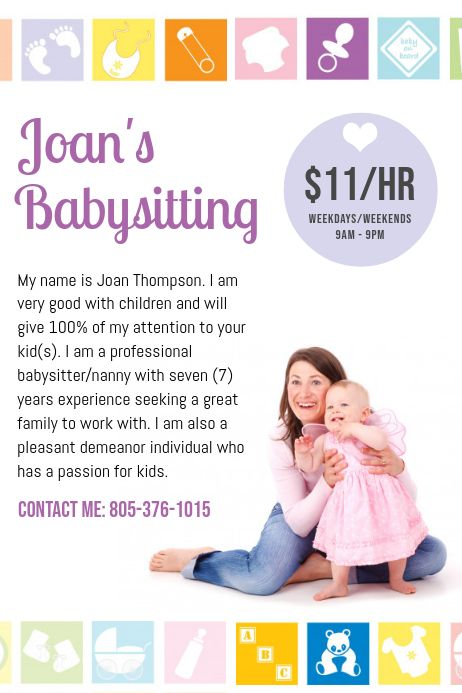 baby
on
board
Joan's
Babysitting
$11/HR
WEEKDAYS/WEEKENDS
9AM - 9PM
My name is Joan Thompson. I am
very good with children and will
give 100% of my attention to your
kid(s). I am a professional
babysitter/nanny with seven (7)
years experience seeking a great
family to work with. I am also a
pleasant demeanor individual who
has a passion for kids.
CONTACT ME: 805-376-1015
A
B
C